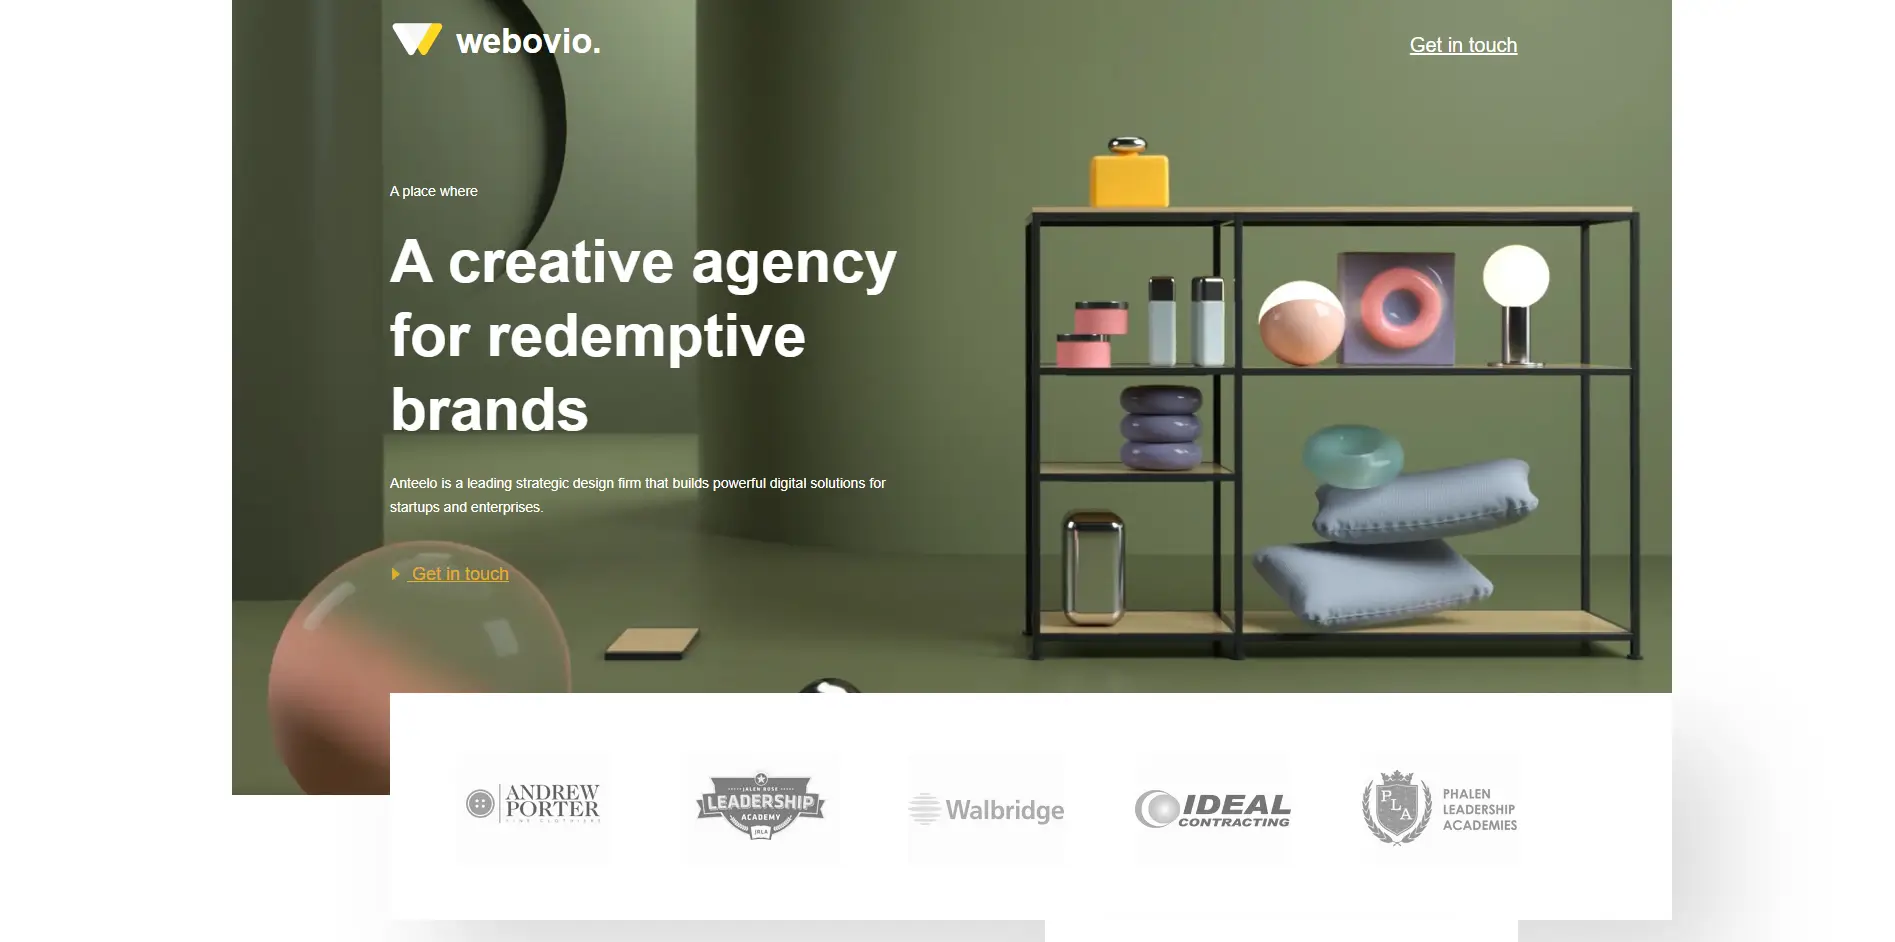 webovio.
Get in touch
A place where
A creative agency
for redemptive
brands
Anteelo is a leading strategic design firm that builds powerful digital solutions for
startups and enterprises.
Get in touch
ANDREW
PORTER
FINE CLOTHIERS
JALEN ROSE
LEADERSHIP
ACADEMY
JRLA
Walbridge
IDEAL
CONTRACTING
PLA
PHALEN
LEADERSHIP
ACADEMIES